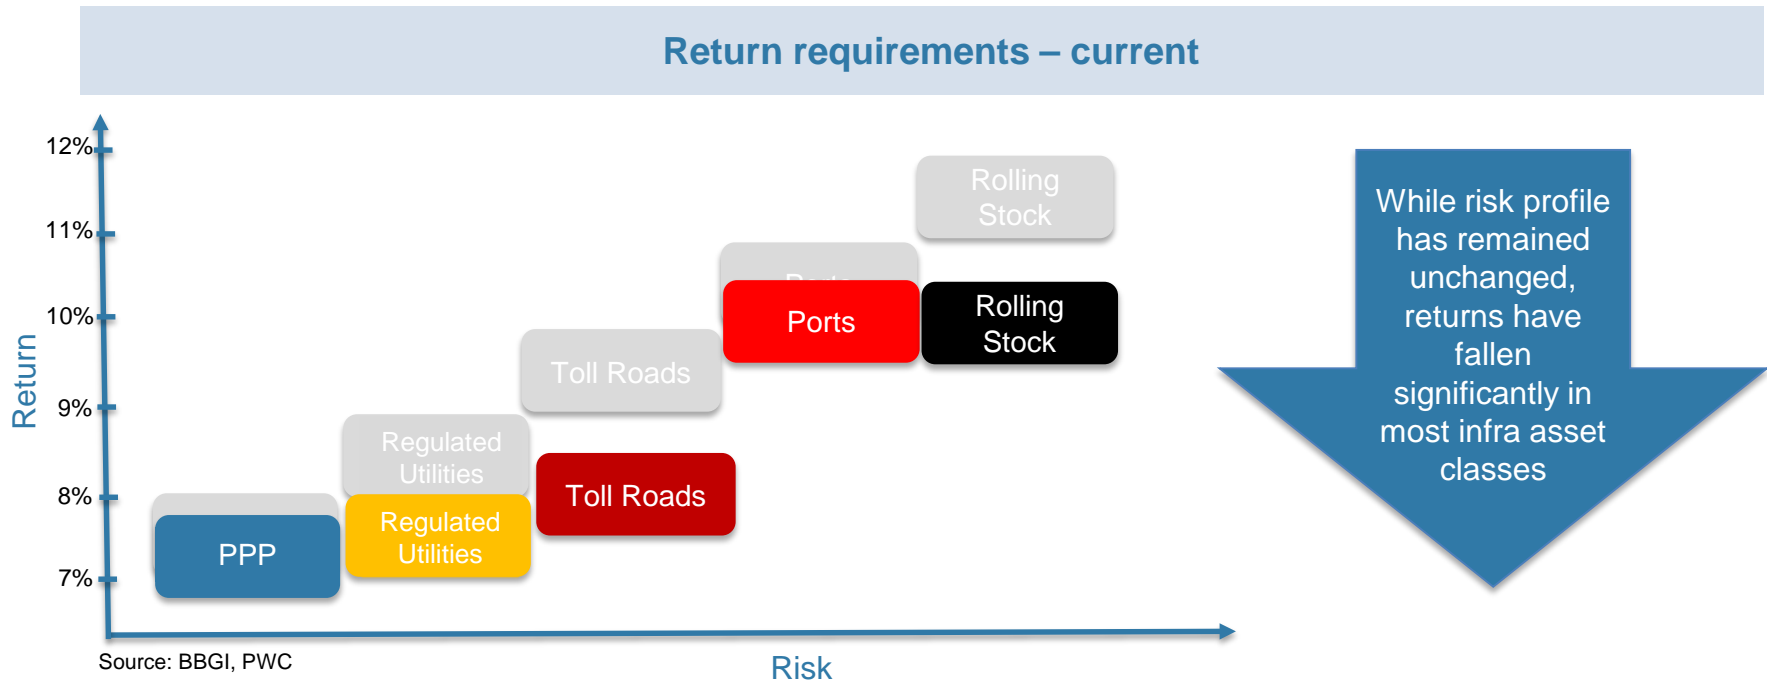 Return requirements – current
12%
11%
10%
9%
8%
7%
Return
Rolling
Stock
Ports
Rolling
Stock
Toll Roads
Regulated
Utilities
Toll Roads
Regulated
Utilities
PPP
While risk profile
has remained
unchanged,
returns have
fallen
significantly in
most infra asset
classes
Source: BBGI, PWC
Risk